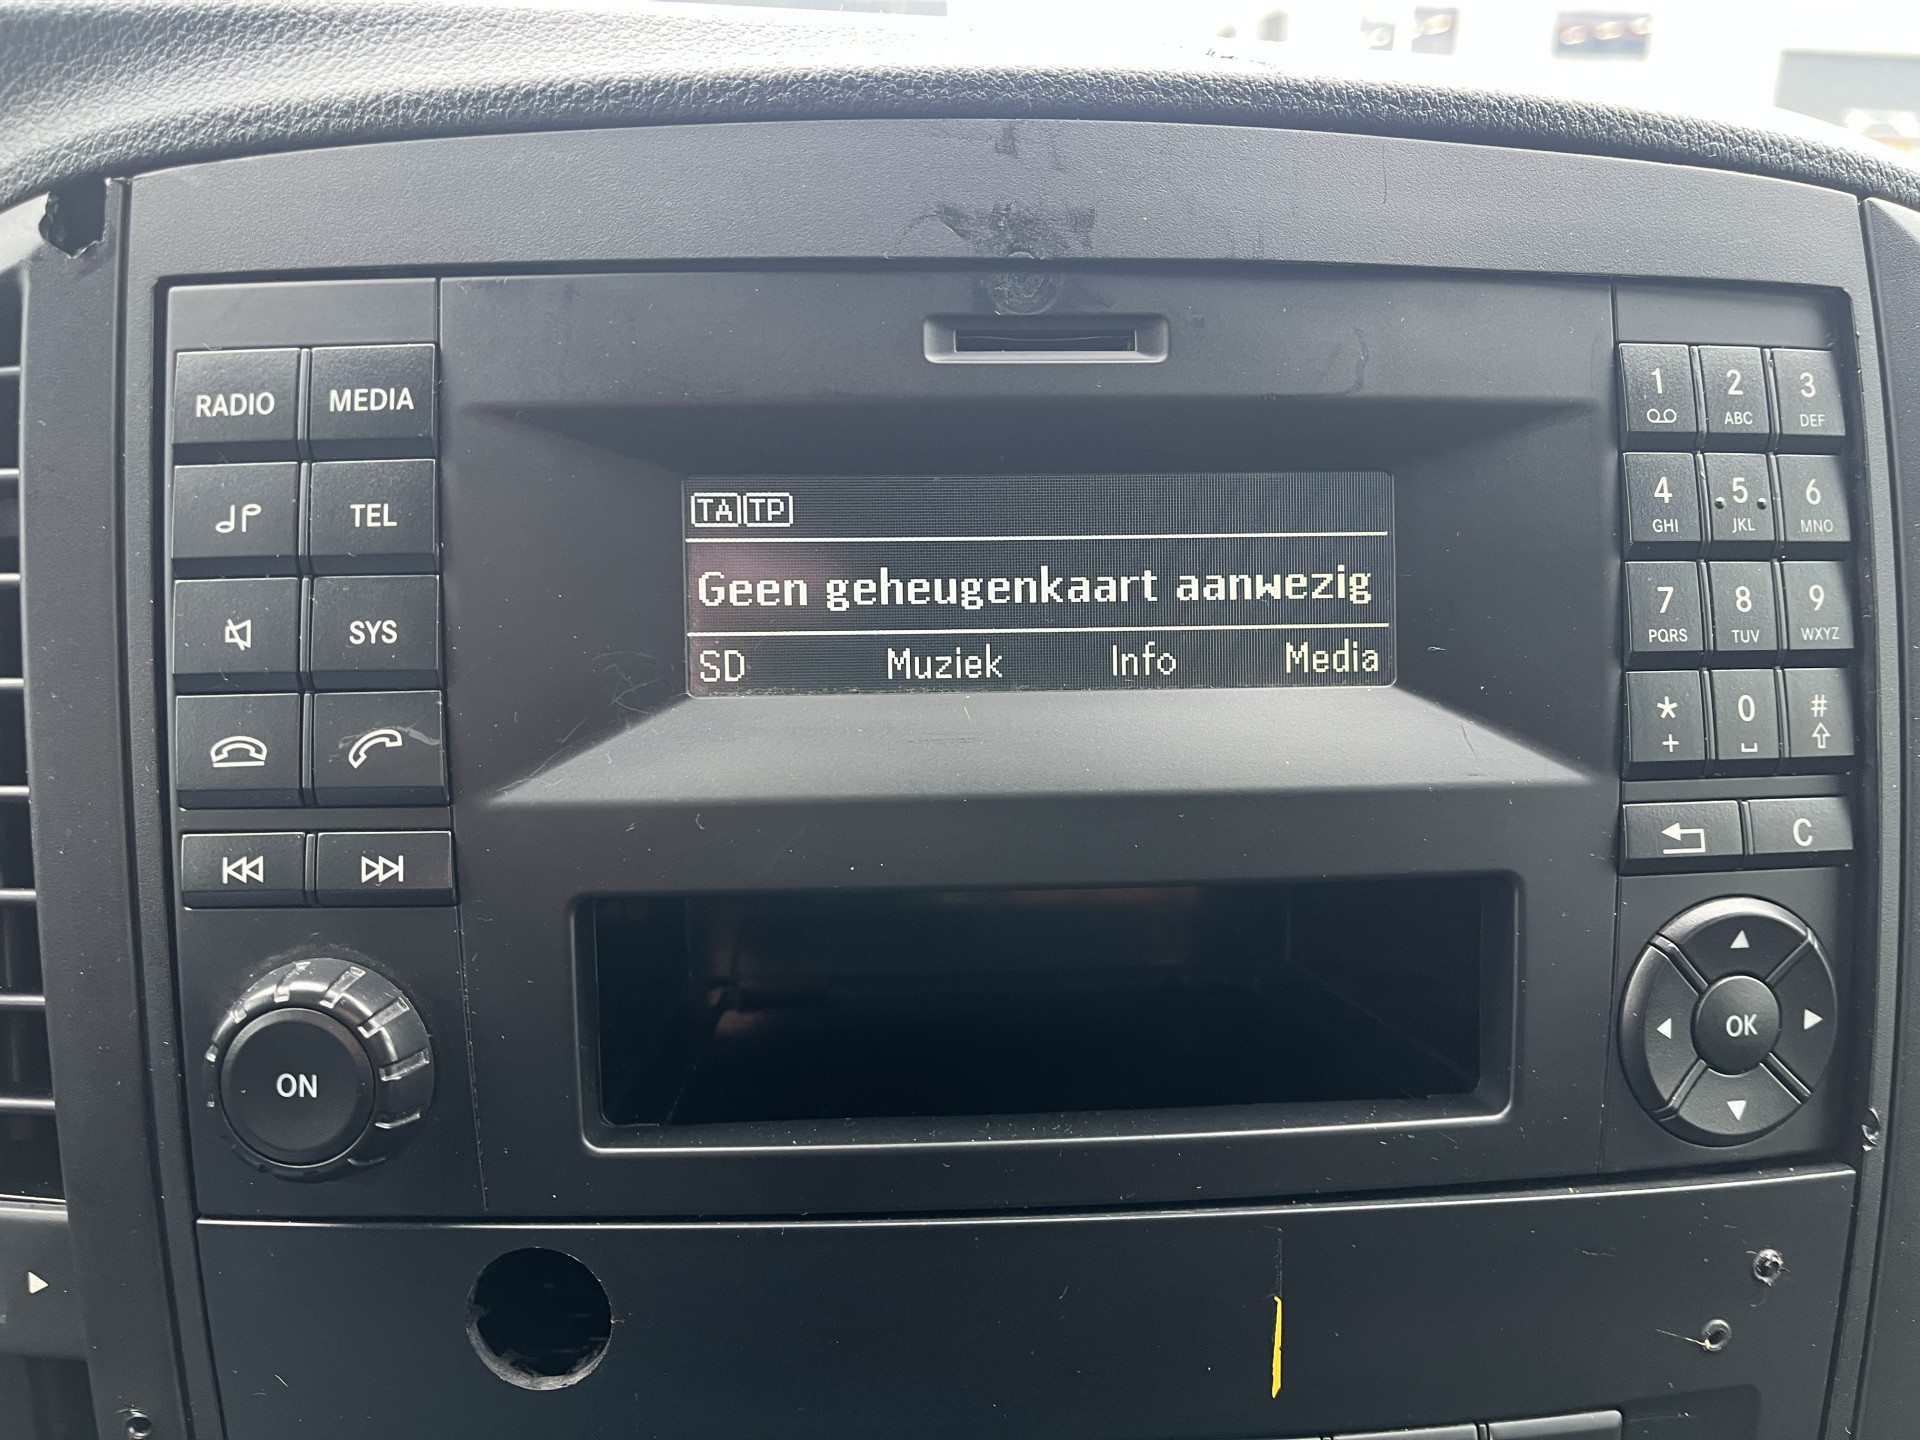 RADIO MEDIA
TEL
SYS
ON
TA TP
Geen geheugenkaart aanwezig
SD Muziek Info Media
1 2 3
ABC DEF
4 5 6
GHI JKL MNO
7 8 9
PQRS TUV WXYZ
* 0 #
+
C
OK